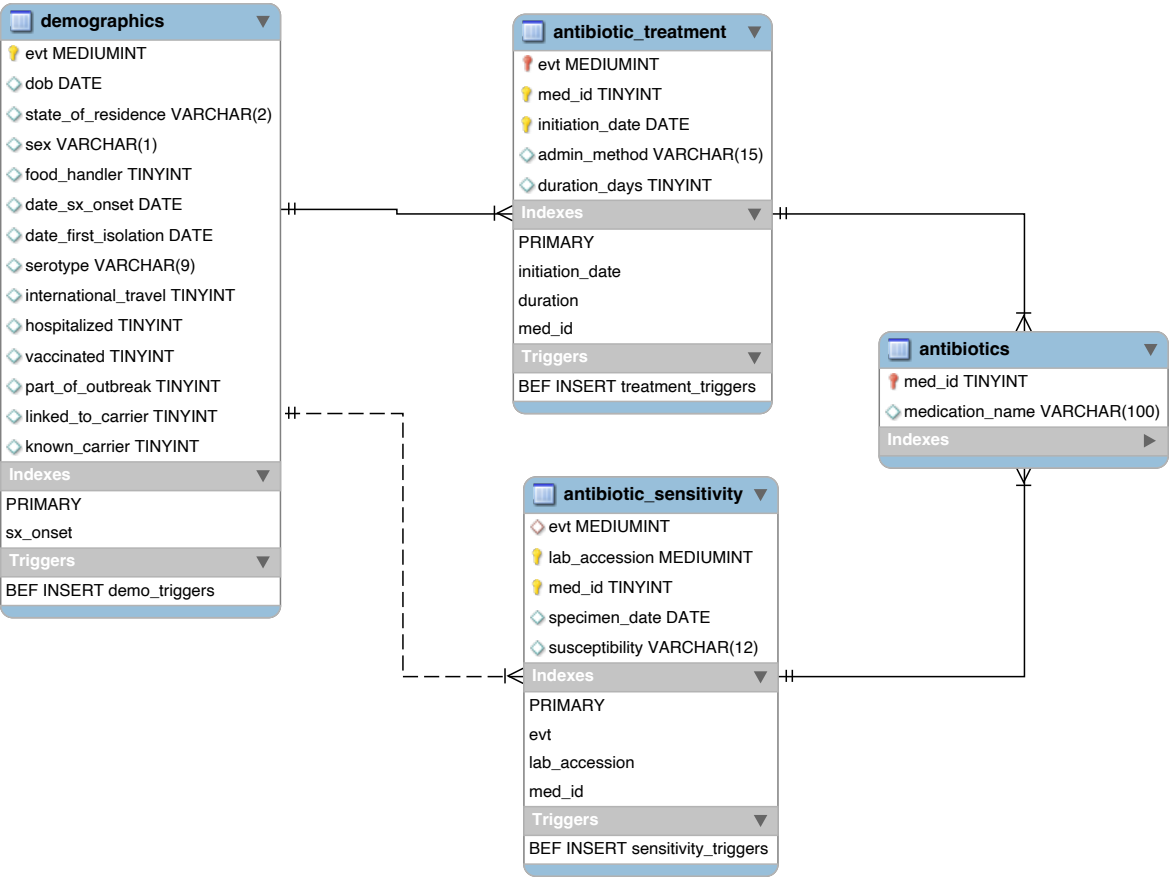 demographics
evt MEDIUMINT
dob DATE
state_of_residence VARCHAR(2)
sex VARCHAR(1)
food_handler TINYINT
date_sx_onset DATE
date_first_isolation DATE
serotype VARCHAR(9)
international_travel TINYINT
hospitalized TINYINT
vaccinated TINYINT
part_of_outbreak TINYINT
linked_to_carrier TINYINT
known_carrier TINYINT
Indexes
PRIMARY
sx_onset
Triggers
BEF INSERT demo_triggers
antibiotic_treatment
evt MEDIUMINT
med_id TINYINT
initiation_date DATE
admin_method VARCHAR(15)
duration_days TINYINT
Indexes
PRIMARY
initiation_date
duration
med_id
Triggers
BEF INSERT treatment_triggers
antibiotic_sensitivity
evt MEDIUMINT
lab_accession MEDIUMINT
med_id TINYINT
specimen_date DATE
susceptibility VARCHAR(12)
Indexes
PRIMARY
evt
lab_accession
med_id
Triggers
BEF INSERT sensitivity_triggers
antibiotics
med_id TINYINT
medication_name VARCHAR(100)
Indexes